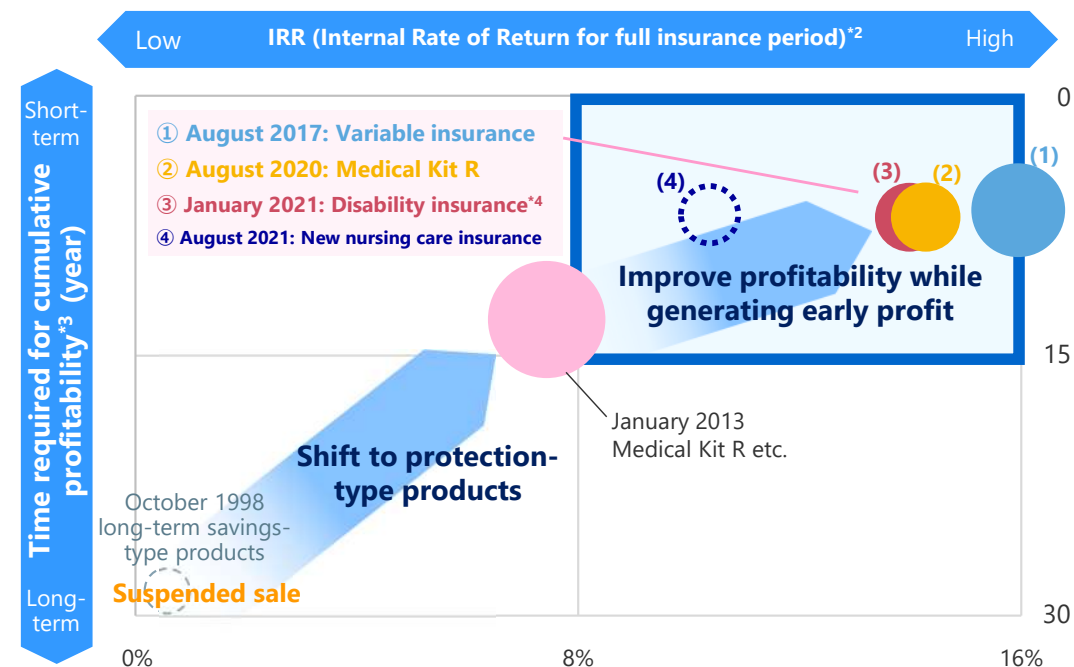 Low
IRR (Internal Rate of Return for full insurance period)*2
High
Short-
term
Time required for cumulative
profitability*3 (year)
Long-
term
① August 2017: Variable insurance
② August 2020: Medical Kit R
③ January 2021: Disability insurance*4
④ August 2021: New nursing care insurance
(4)
(3)
(2)
(1)
0
Improve profitability while
generating early profit
15
January 2013
Medical Kit R etc.
Shift to protection-
type products
October 1998
long-term savings-
type products
Suspended sale
30
0%
8%
16%